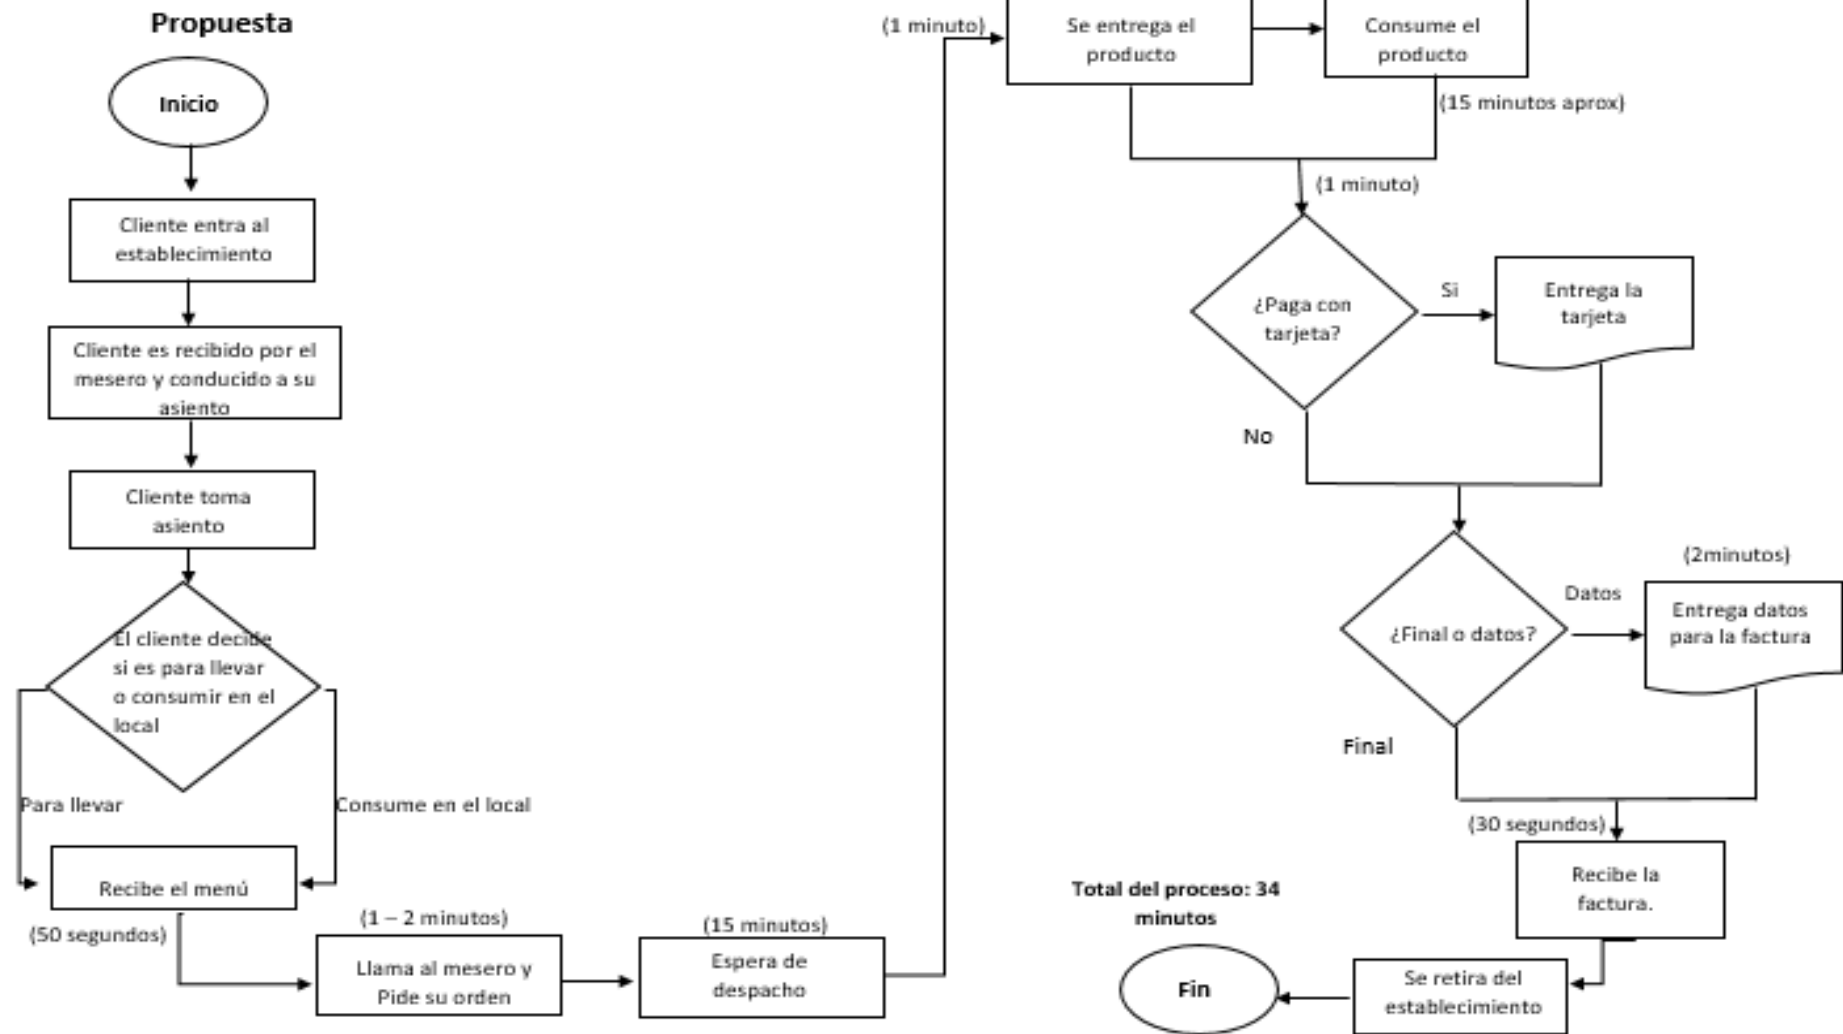 Propuesta
Inicio
Cliente entra al
establecimiento
Cliente es recibido por el
mesero y conducido a su
asiento
Cliente toma
asiento
El cliente decide
si es para llevar
o consumir en el
local
Para llevar
Consume en el local
Recibe el menú
(50 segundos)
(1 – 2 minutos)
Llama al mesero y
Pide su orden
(15 minutos)
Espera de
despacho
(1 minuto)
Se entrega el
producto
Consume el
producto
(15 minutos aprox)
(1 minuto)
¿Paga con
tarjeta?
Si
Entrega la
tarjeta
No
¿Final o datos?
Datos
(2minutos)
Entrega datos
para la factura
Final
(30 segundos)
Recibe la
factura.
Se retira del
establecimiento
Total del proceso: 34
minutos
Fin